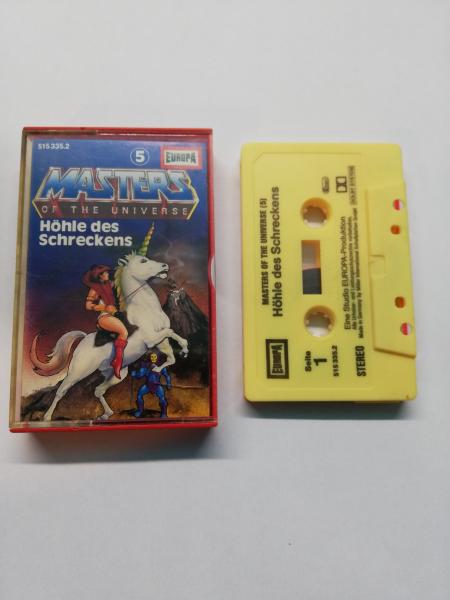 515 335.2
5
EUROPA
MASTERS
OF THE UNIVERSE
Höhle des
Schreckens
MASTERS OF THE UNIVERSE (5)
Höhle des Schreckens
EUROPA
Seite
1
515 335.2
Eine Studio EUROPA-Produktion
STEREO